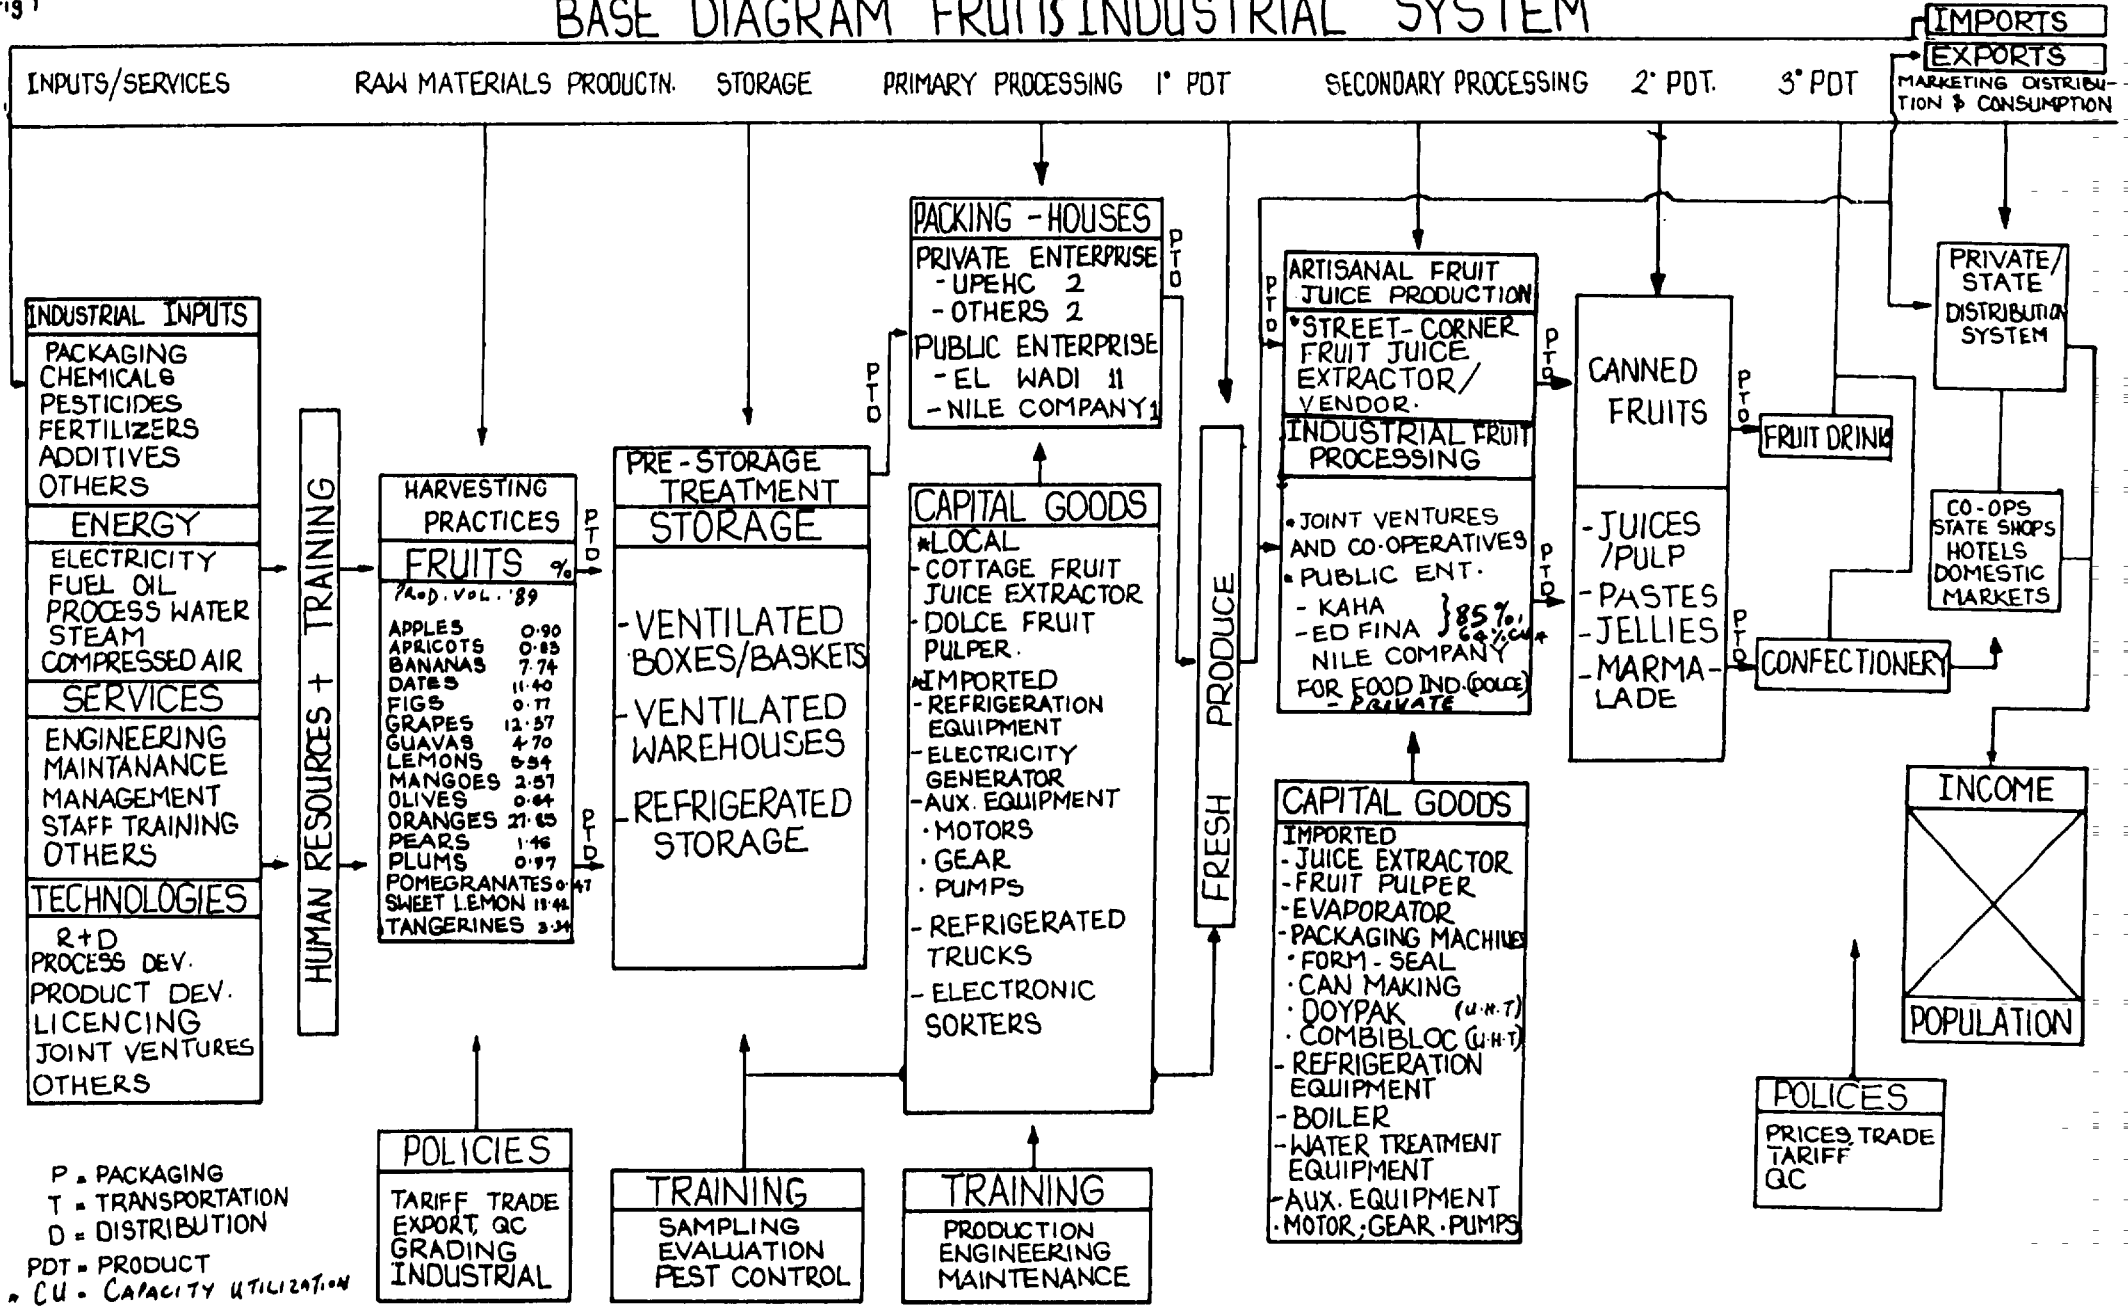 BASE DIAGRAM FRUITS INDUSTRIAL SYSTEM
IMPORTS
EXPORTS
MARKETING DISTRIBU-
TION & CONSUMPTION
INPUTS/SERVICES
RAW MATERIALS PRODUCTN.
STORAGE
PRIMARY PROCESSING
1° PDT
SECONDARY PROCESSING
2° PDT.
3° PDT
INDUSTRIAL INPUTS
PACKAGING
CHEMICALS
PESTICIDES
FERTILIZERS
ADDITIVES
OTHERS
ENERGY
ELECTRICITY
FUEL OIL
PROCESS WATER
STEAM
COMPRESSED AIR
SERVICES
ENGINEERING
MAINTANANCE
MANAGEMENT
STAFF TRAINING
OTHERS
TECHNOLOGIES
R+D
PROCESS DEV.
PRODUCT DEV.
LICENCING
JOINT VENTURES
OTHERS
HUMAN RESOURCES + TRAINING
HARVESTING
PRACTICES
FRUITS %
PROD. VOL. '89
APPLES 0.90
APRICOTS
BANANAS 7.74
DATES 11.40
FIGS
GRAPES 12.57
GUAVAS 4.70
LEMONS
MANGOES 2.57
OLIVES
ORANGES
PEARS 1.46
PLUMS 0.97
POMEGRANATES 0.47
SWEET LEMON
TANGERINES
PTD
PTD
POLICIES
TARIFF TRADE
EXPORT, QC
GRADING
INDUSTRIAL
PRE-STORAGE
TREATMENT
STORAGE
- VENTILATED
BOXES/BASKETS
- VENTILATED
WAREHOUSES
- REFRIGERATED
STORAGE
TRAINING
SAMPLING
EVALUATION
PEST CONTROL
PTD
PACKING - HOUSES
PRIVATE ENTERPRISE
- UPEHC 2
- OTHERS 2
PUBLIC ENTERPRISE
- EL WADI 11
- NILE COMPANY 1
CAPITAL GOODS
*LOCAL
- COTTAGE FRUIT
JUICE EXTRACTOR
- DOLCE FRUIT
PULPER.
*IMPORTED
- REFRIGERATION
EQUIPMENT
- ELECTRICITY
GENERATOR
- AUX. EQUIPMENT
· MOTORS
· GEAR
· PUMPS
- REFRIGERATED
TRUCKS
- ELECTRONIC
SORTERS
TRAINING
PRODUCTION
ENGINEERING
MAINTENANCE
PTD
FRESH PRODUCE
PTD
ARTISANAL FRUIT
JUICE PRODUCTION
*STREET-CORNER
FRUIT JUICE
EXTRACTOR/
VENDOR.
INDUSTRIAL FRUIT
PROCESSING
• JOINT VENTURES
AND CO-OPERATIVES
• PUBLIC ENT.
- KAHA
- ED FINA } 85%,
64% CU *
NILE COMPANY
FOR FOOD IND. (DOLCE)
- PRIVATE
CAPITAL GOODS
IMPORTED
- JUICE EXTRACTOR
- FRUIT PULPER
- EVAPORATOR
- PACKAGING MACHINES
· FORM-SEAL
· CAN MAKING
· DOYPAK (U.H.T)
· COMBIBLOC (U.H.T)
- REFRIGERATION
EQUIPMENT
- BOILER
- WATER TREATMENT
EQUIPMENT
- AUX. EQUIPMENT
· MOTOR, GEAR · PUMPS
PTD
PTD
CANNED
FRUITS
- JUICES
/PULP
- PASTES
- JELLIES
- MARMA-
LADE
PTD
PTD
FRUIT DRINK
CONFECTIONERY
PRIVATE/
STATE
DISTRIBUTION
SYSTEM
CO-OPS
STATE SHOPS
HOTELS
DOMESTIC
MARKETS
INCOME
POPULATION
POLICES
PRICES, TRADE
TARIFF
QC
P = PACKAGING
T = TRANSPORTATION
D = DISTRIBUTION
PDT = PRODUCT
* CU = CAPACITY UTILIZATION